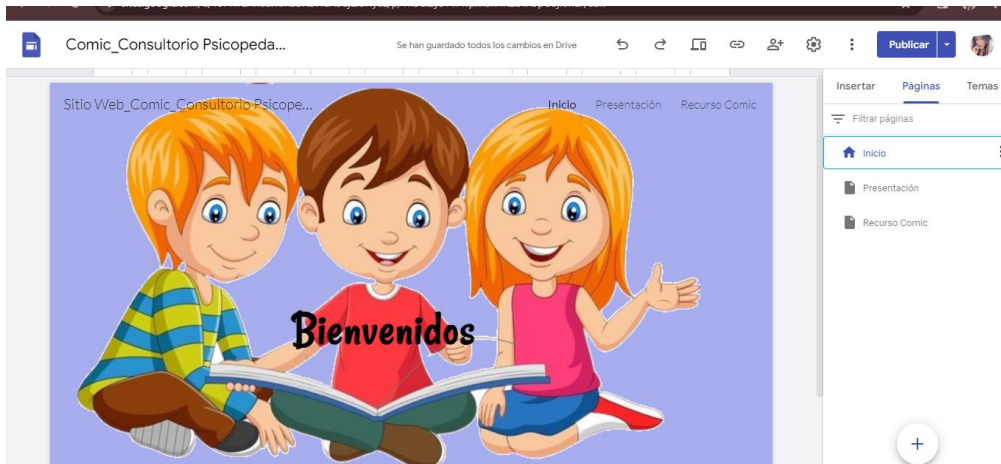 Comic_Consultorio Psicopeda...
Se han guardado todos los cambios en Drive
Publicar
Sitio Web_Comic_Consultorio Psicope...
Inicio Presentación Recurso Comic
Bienvenidos
Insertar Páginas Temas
Filtrar páginas
Inicio
Presentación
Recurso Comic